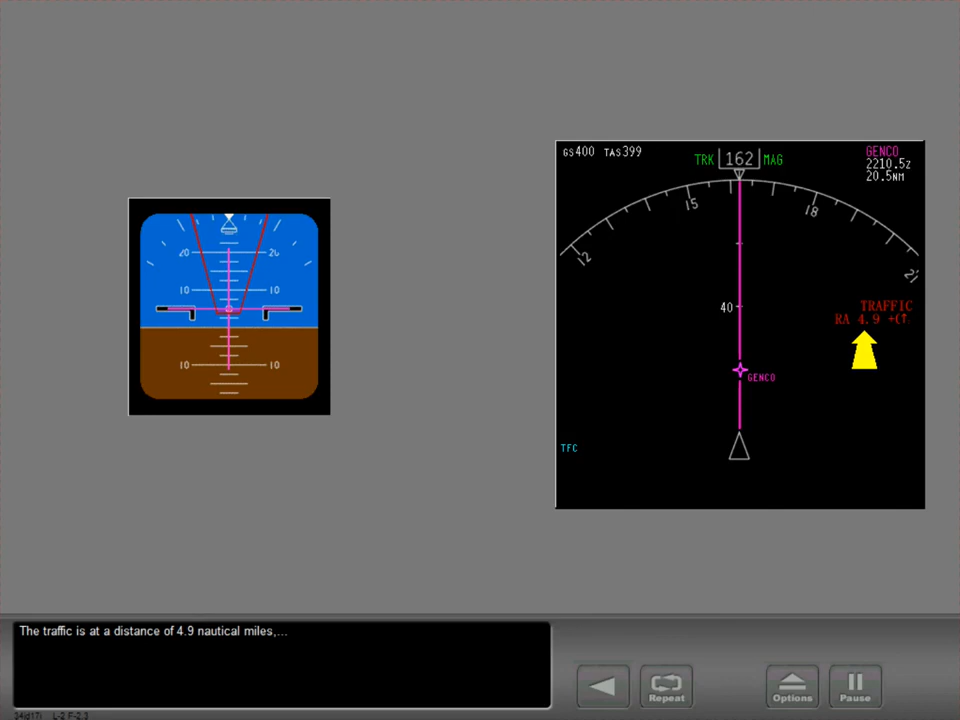 GS400 TAS399
TRK 162 MAG
GENCO
2210.5Z
20.5NM
12
15
18
21
20 20
10 10
10 10
40
TRAFFIC
RA 4.9 +(↑
GENCO
TFC
The traffic is at a distance of 4.9 nautical miles,...
Repeat
Options
Pause